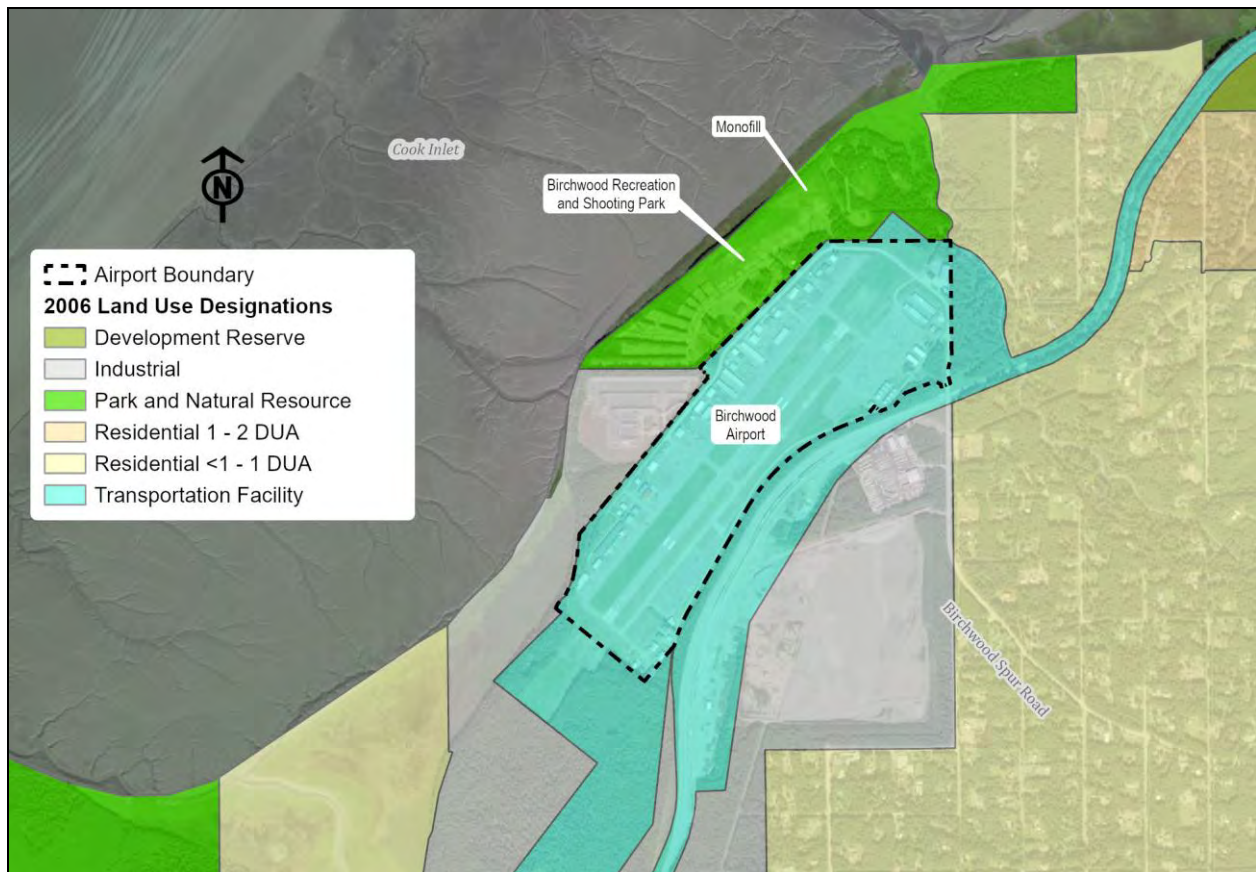 Monofill
Cook Inlet
Birchwood Recreation
and Shooting Park
N
Airport Boundary
2006 Land Use Designations
Development Reserve
Industrial
Park and Natural Resource
Residential 1 - 2 DUA
Residential <1 - 1 DUA
Transportation Facility
Birchwood
Airport
Birchwood Spur Road